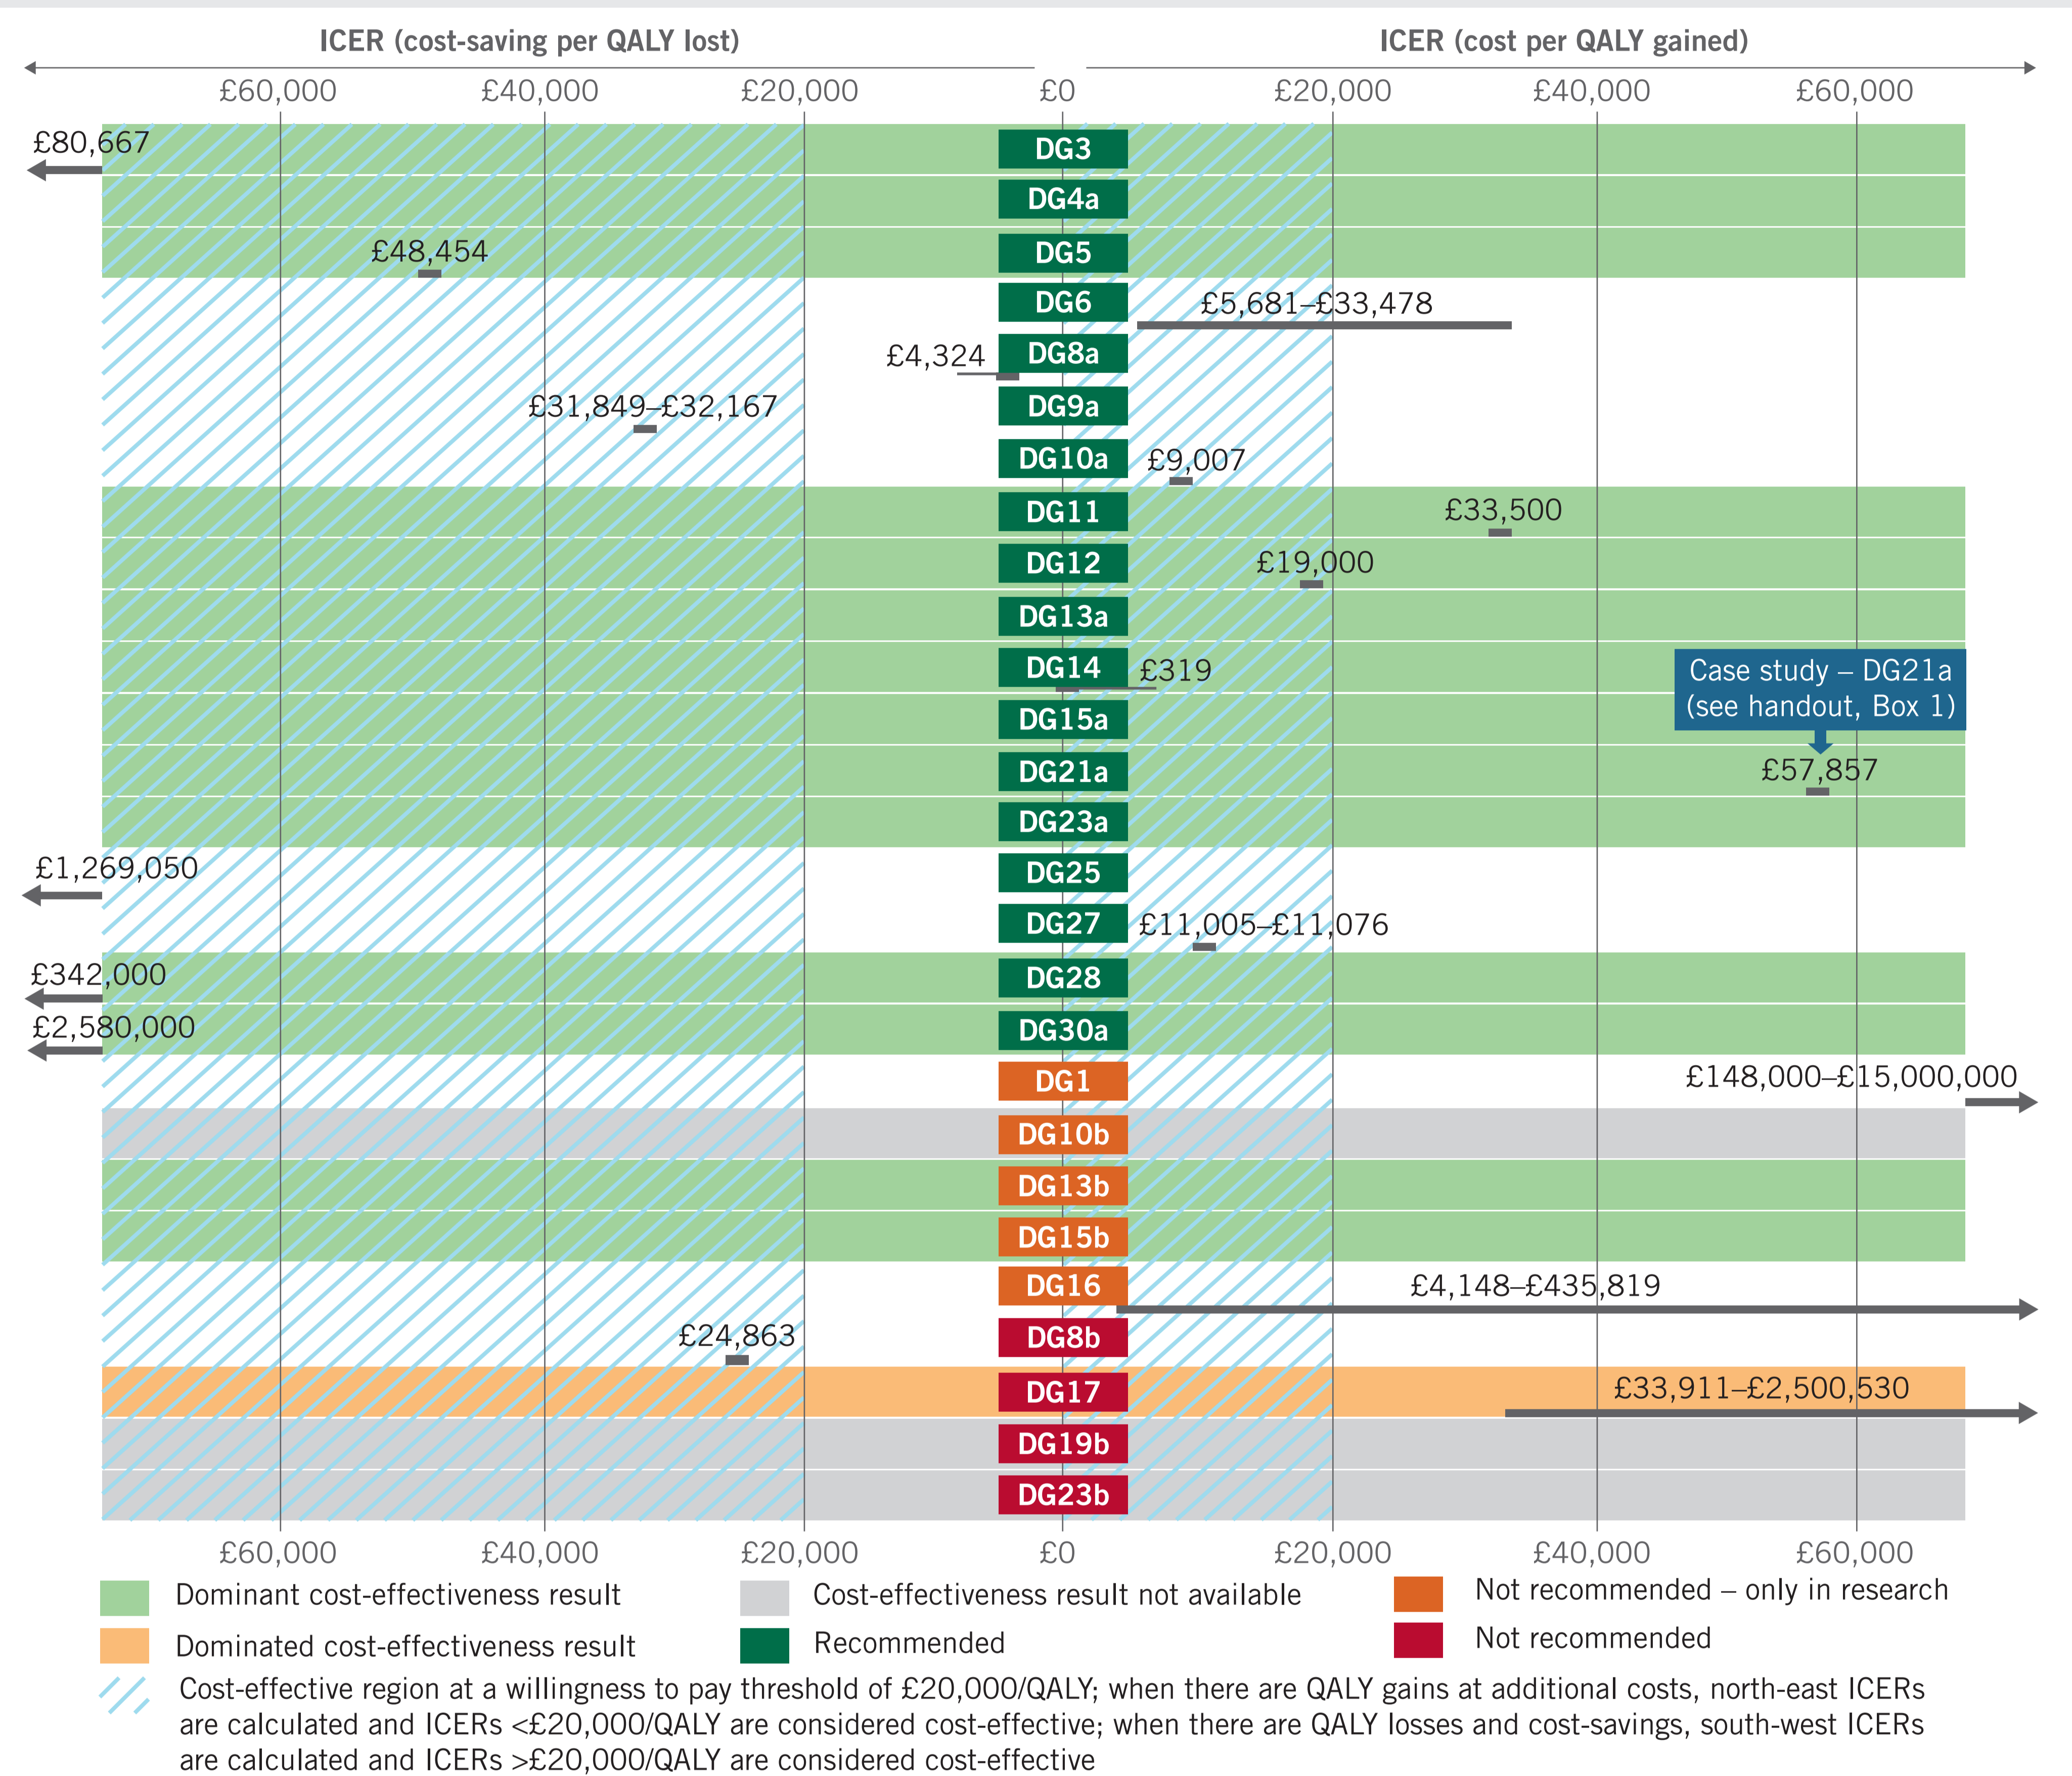 ICER (cost-saving per QALY lost)
ICER (cost per QALY gained)
£60,000 £40,000 £20,000 £0 £20,000 £40,000 £60,000
£80,667
DG3
DG4a
£48,454
DG5
DG6
£5,681–£33,478
£4,324
DG8a
£31,849–£32,167
DG9a
DG10a
£9,007
DG11
£33,500
DG12
£19,000
DG13a
DG14
£319
Case study – DG21a
(see handout, Box 1)
DG15a
DG21a
£57,857
DG23a
£1,269,050
DG25
DG27
£11,005–£11,076
£342,000
DG28
£2,580,000
DG30a
DG1
£148,000–£15,000,000
DG10b
DG13b
DG15b
DG16
£4,148–£435,819
£24,863
DG8b
DG17
£33,911–£2,500,530
DG19b
DG23b
£60,000 £40,000 £20,000 £0 £20,000 £40,000 £60,000
Dominant cost-effectiveness result
Cost-effectiveness result not available
Not recommended – only in research
Dominated cost-effectiveness result
Recommended
Not recommended
Cost-effective region at a willingness to pay threshold of £20,000/QALY; when there are QALY gains at additional costs, north-east ICERs
are calculated and ICERs <£20,000/QALY are considered cost-effective; when there are QALY losses and cost-savings, south-west ICERs
are calculated and ICERs >£20,000/QALY are considered cost-effective